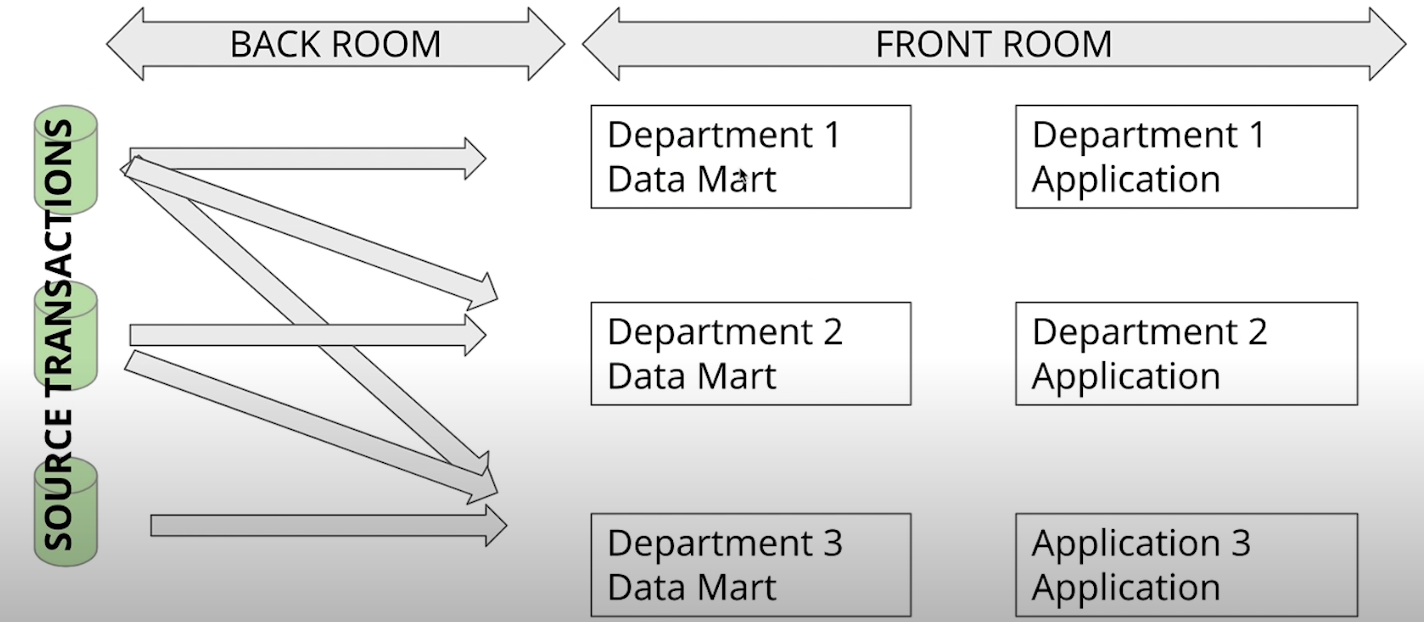 BACK ROOM
FRONT ROOM
SOURCE TRANSACTIONS
Department 1
Data Mart
Department 1
Application
Department 2
Data Mart
Department 2
Application
Department 3
Data Mart
Application 3
Application